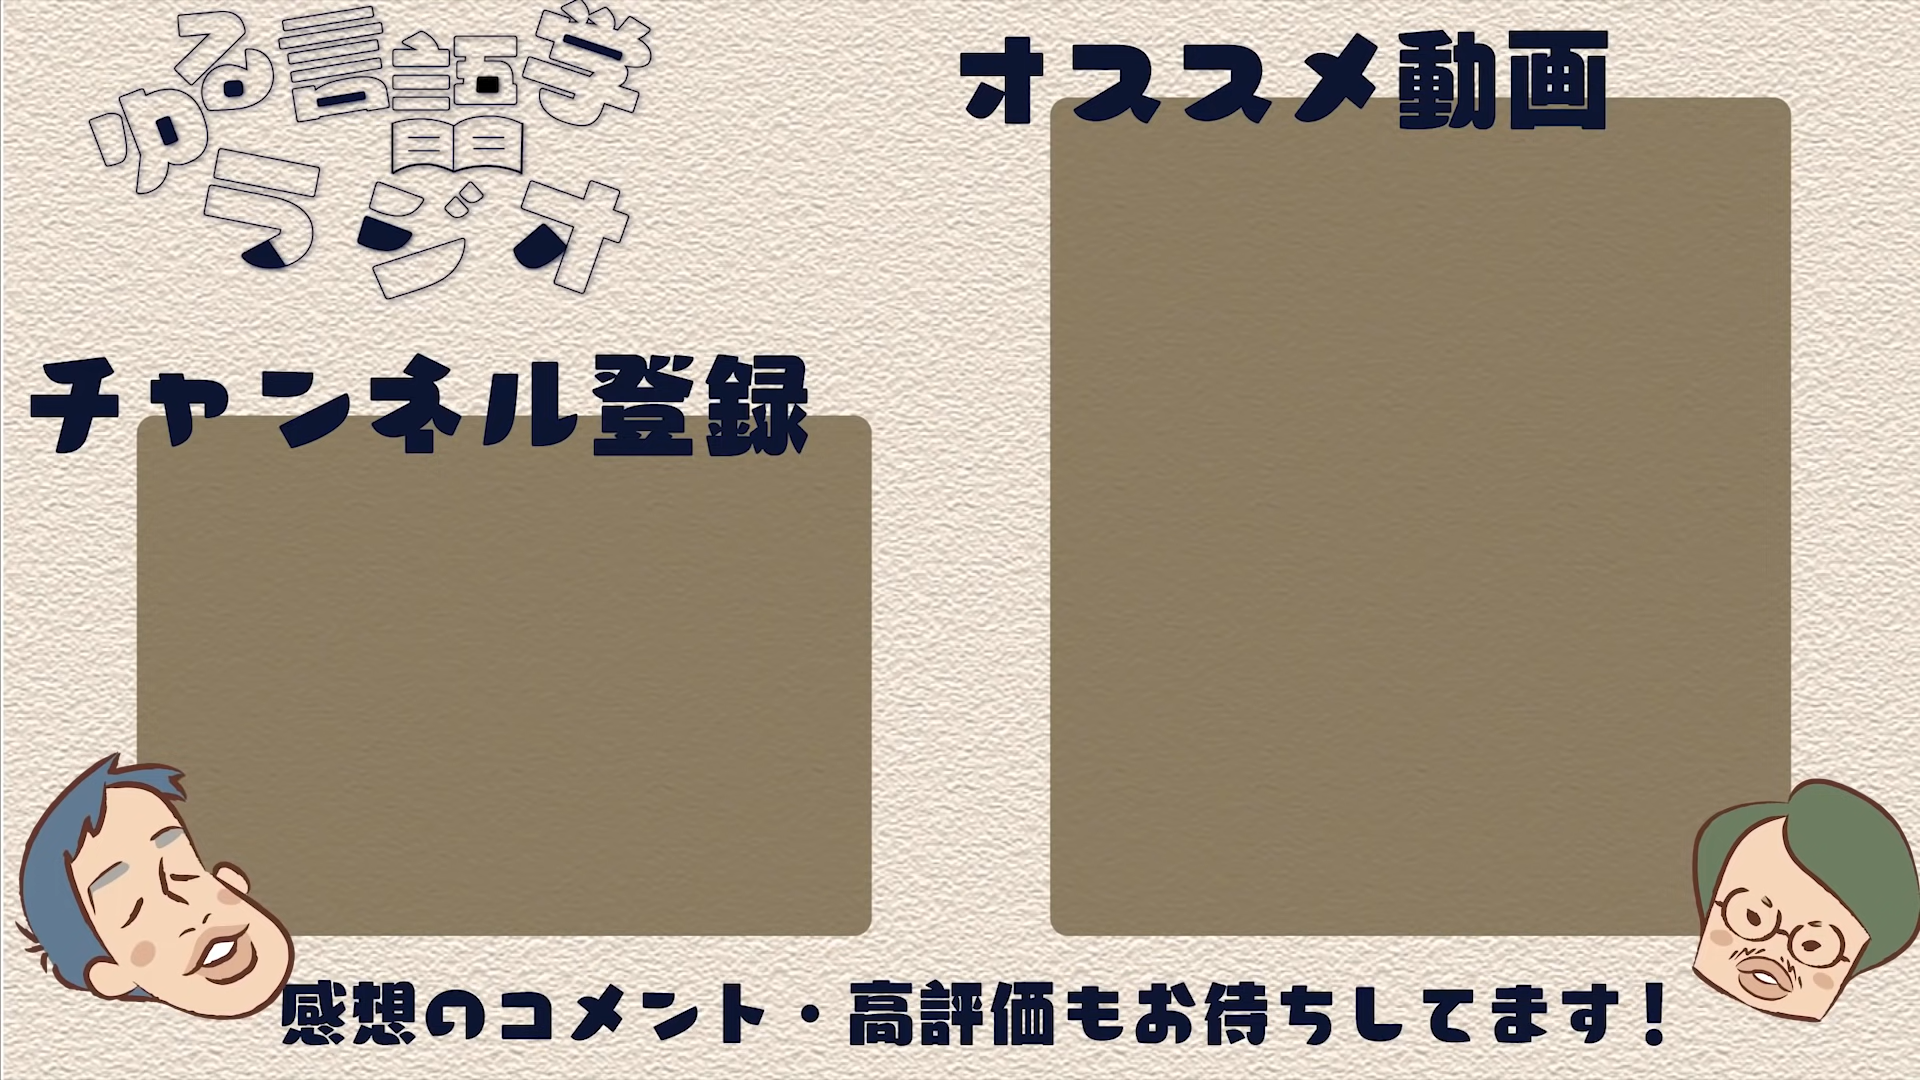 ゆる言語学
ラジオ
オススメ動画
チャンネル登録
感想のコメント・高評価もお待ちしてます!